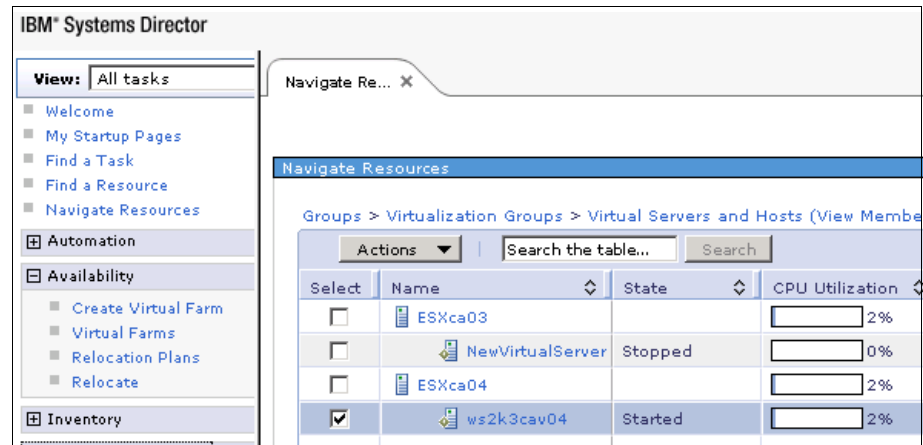 IBM® Systems Director
View: All tasks
Welcome
My Startup Pages
Find a Task
Find a Resource
Navigate Resources
Automation
Availability
Create Virtual Farm
Virtual Farms
Relocation Plans
Relocate
Inventory
Navigate Re...
Navigate Resources
Groups > Virtualization Groups > Virtual Servers and Hosts (View Membe
Actions | Search the table... Search
Select Name State CPU Utilization
ESXca03 2%
NewVirtualServer Stopped 0%
ESXca04 2%
ws2k3cav04 Started 2%